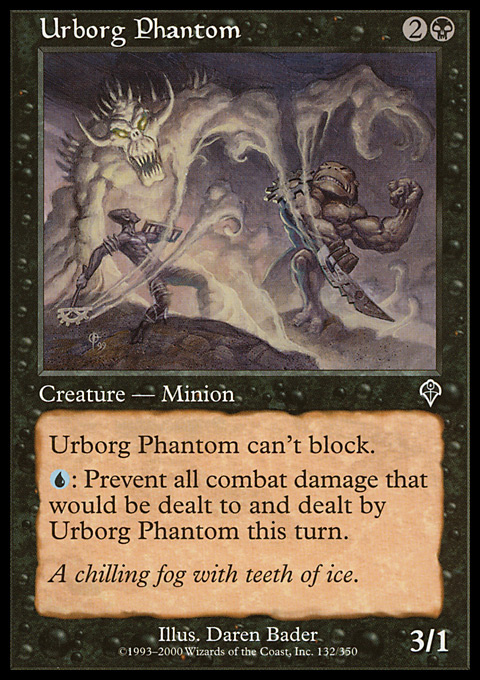 Urborg Phantom 2
Creature — Minion
Urborg Phantom can't block.
: Prevent all combat damage that
would be dealt to and dealt by
Urborg Phantom this turn.
A chilling fog with teeth of ice.
Illus. Daren Bader
3/1
©1993-2000 Wizards of the Coast, Inc. 132/350